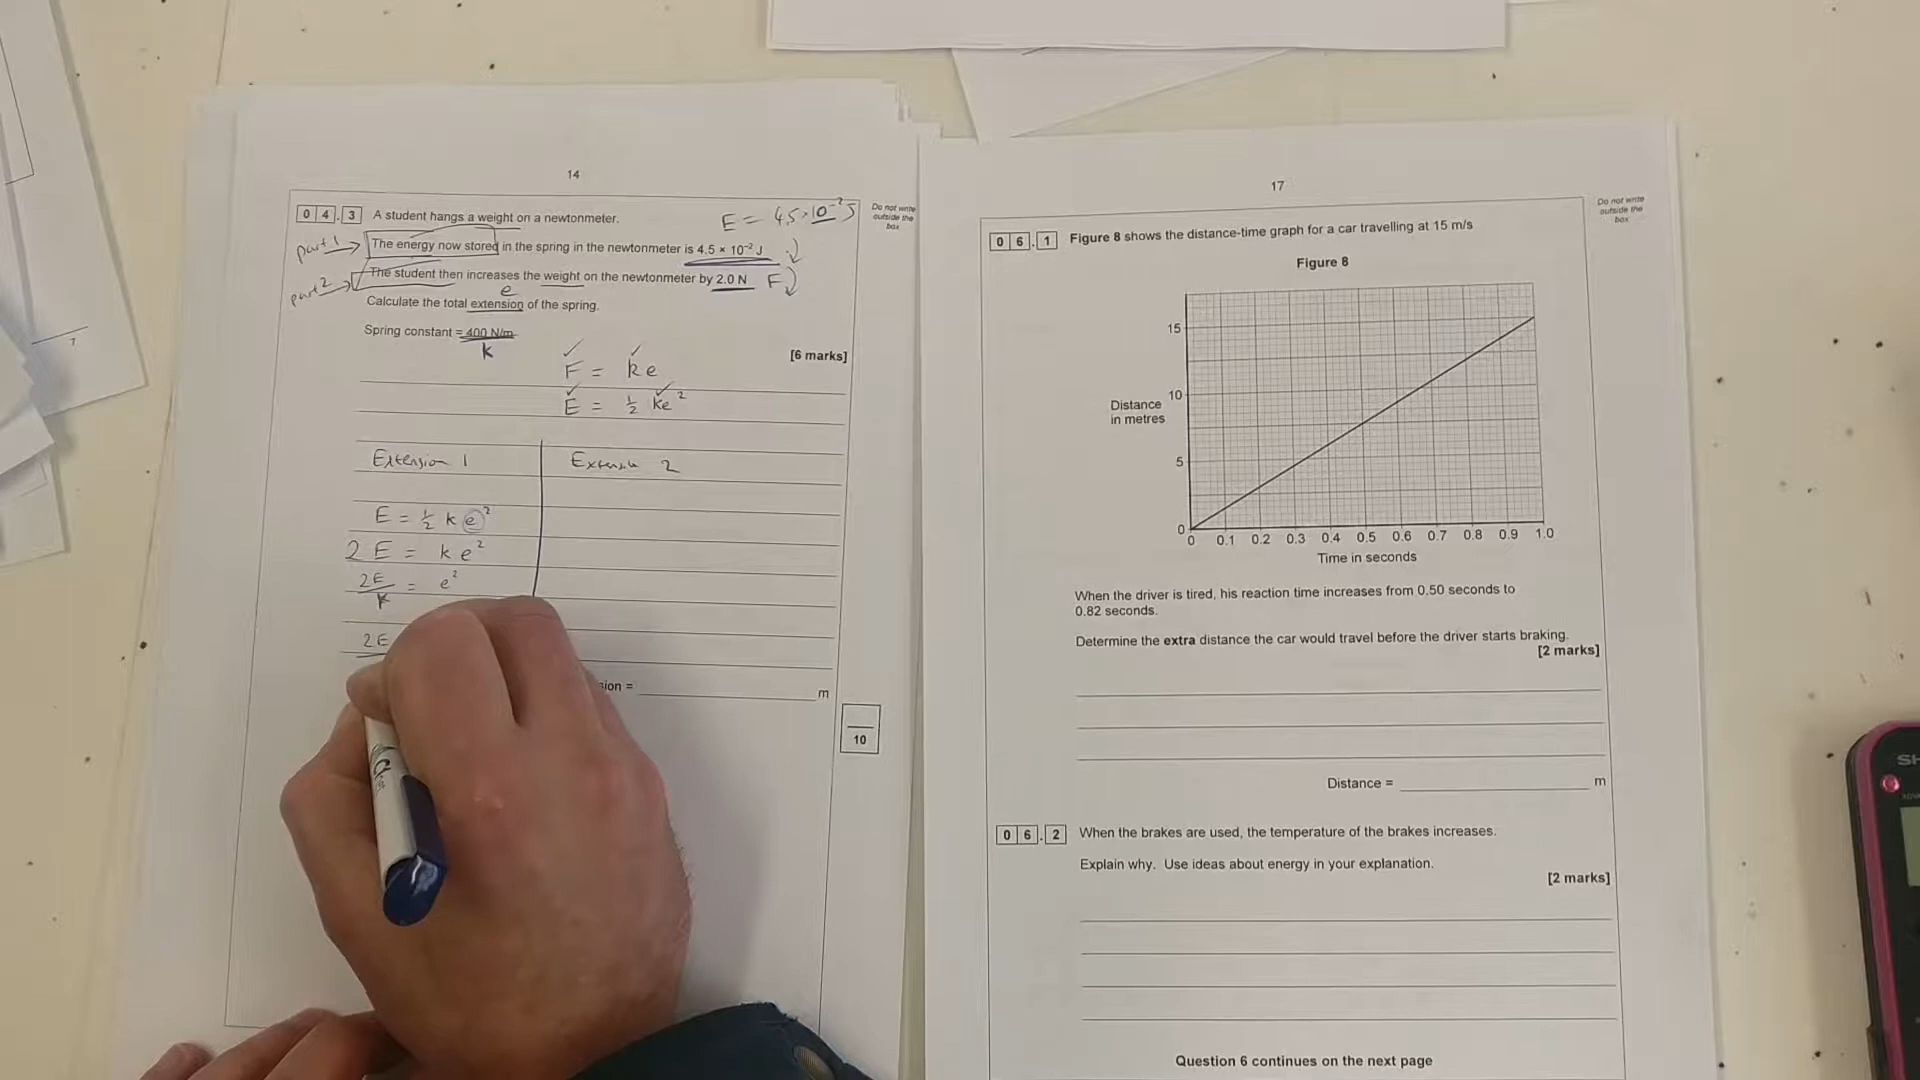 14
0 4 . 3 A student hangs a weight on a newtonmeter.
E = 4.5 × 10⁻² J
Do not write
outside the
box
part 1
The energy now stored in the spring in the newtonmeter is 4.5 × 10⁻² J
part 2
The student then increases the weight on the newtonmeter by 2.0 N F
e
Calculate the total extension of the spring.
Spring constant = 400 N/m
k
[6 marks]
F = ke
E = ½ ke²
Extension 1
Extension 2
E = ½ k e²
2 E = k e²
2E/k = e²
2E
sion = m
10
17
Do not write
outside the
box
0 6 . 1 Figure 8 shows the distance-time graph for a car travelling at 15 m/s
Figure 8
15
10
5
0
Distance
in metres
0 0.1 0.2 0.3 0.4 0.5 0.6 0.7 0.8 0.9 1.0
Time in seconds
When the driver is tired, his reaction time increases from 0.50 seconds to
0.82 seconds.
Determine the extra distance the car would travel before the driver starts braking.
[2 marks]
Distance = m
0 6 . 2 When the brakes are used, the temperature of the brakes increases.
Explain why. Use ideas about energy in your explanation.
[2 marks]
Question 6 continues on the next page
SH